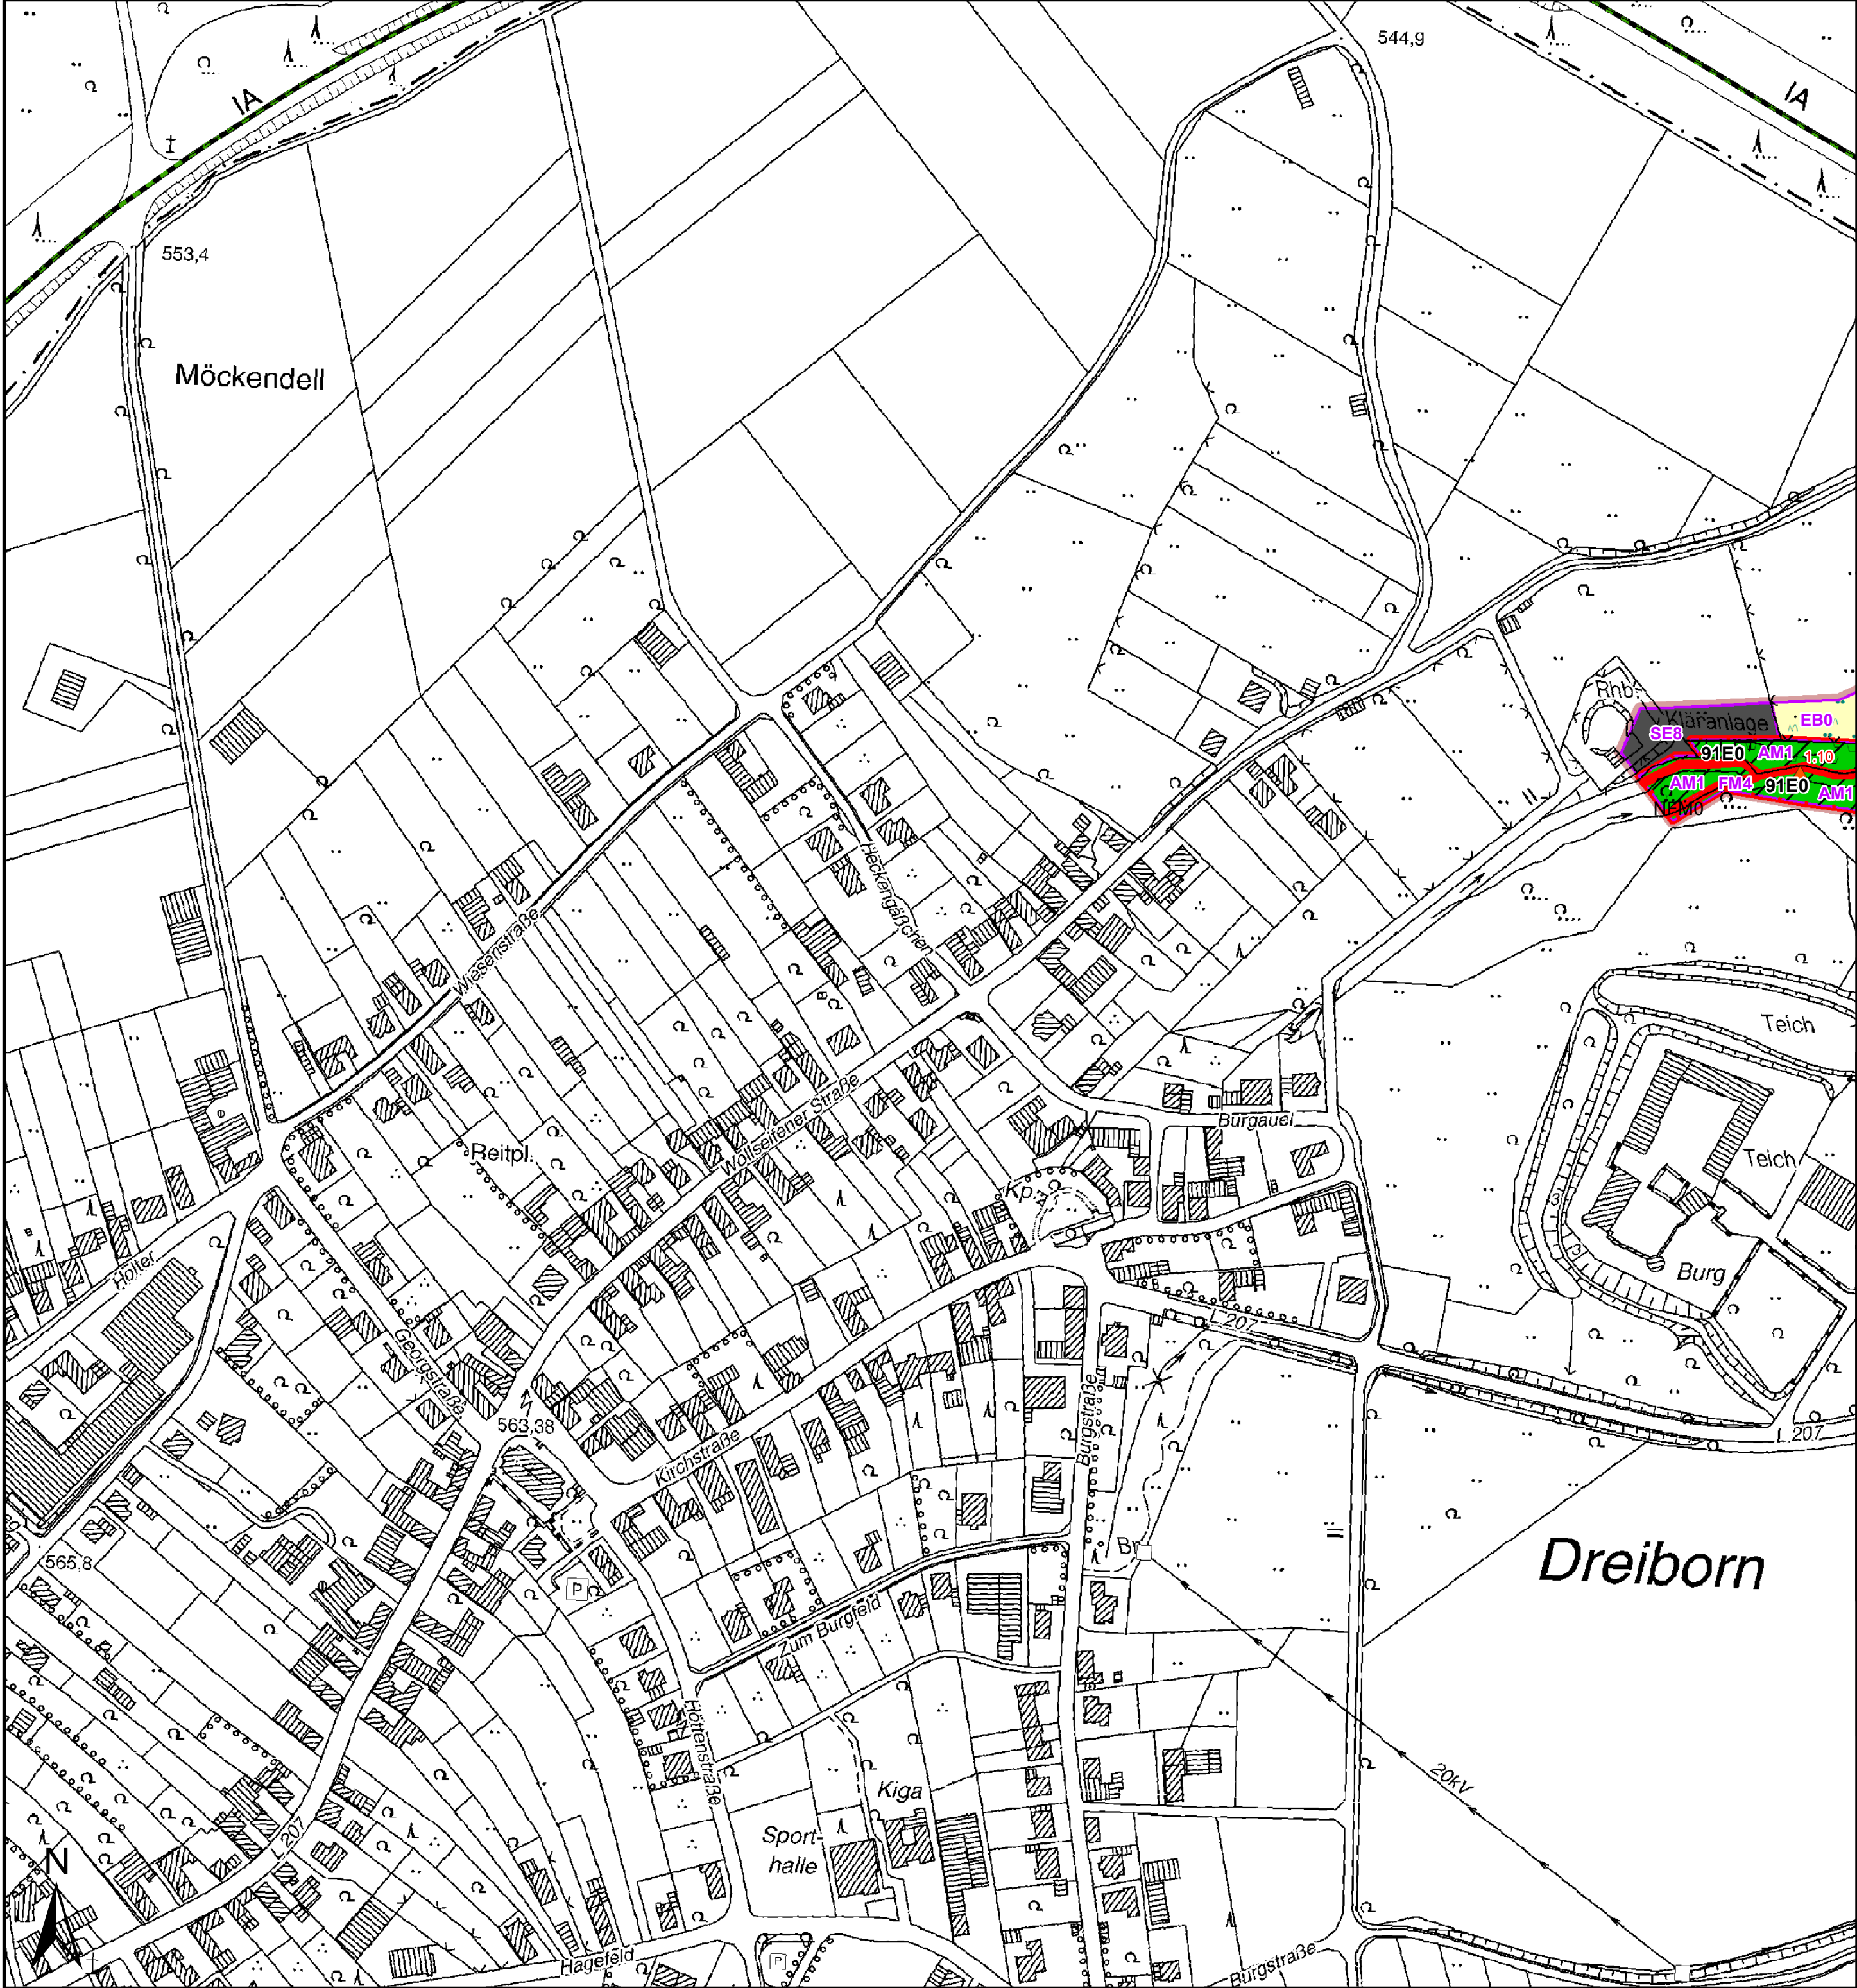 544,9
IA
IA
553,4
Möckendell
Rhb.
Kläranlage
EB0
SE8
91E0
AM1
1.10
AM1
FM4
91E0
AM1
NFM0
Heckengäßchen
Wiesenstraße
Teich
Wollseifener Straße
Burgauel
Reitpl.
Teich
Kp.
Hölter
Burg
L 207
Georgstraße
Burgstraße
563,38
L 207
Kirchstraße
Br
Dreiborn
565,8
P
Zum Burgfeld
Höttenstraße
20kV
Kiga
Sport-
halle
207
N
Hagefeld
P
Burgstraße